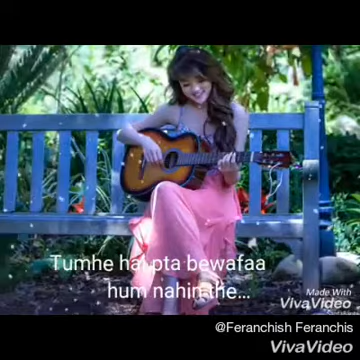 Tumhe hai pta bewafaa
hum nahin the...
Made With
VivaVideo
@Feranchish Feranchis
VivaVideo